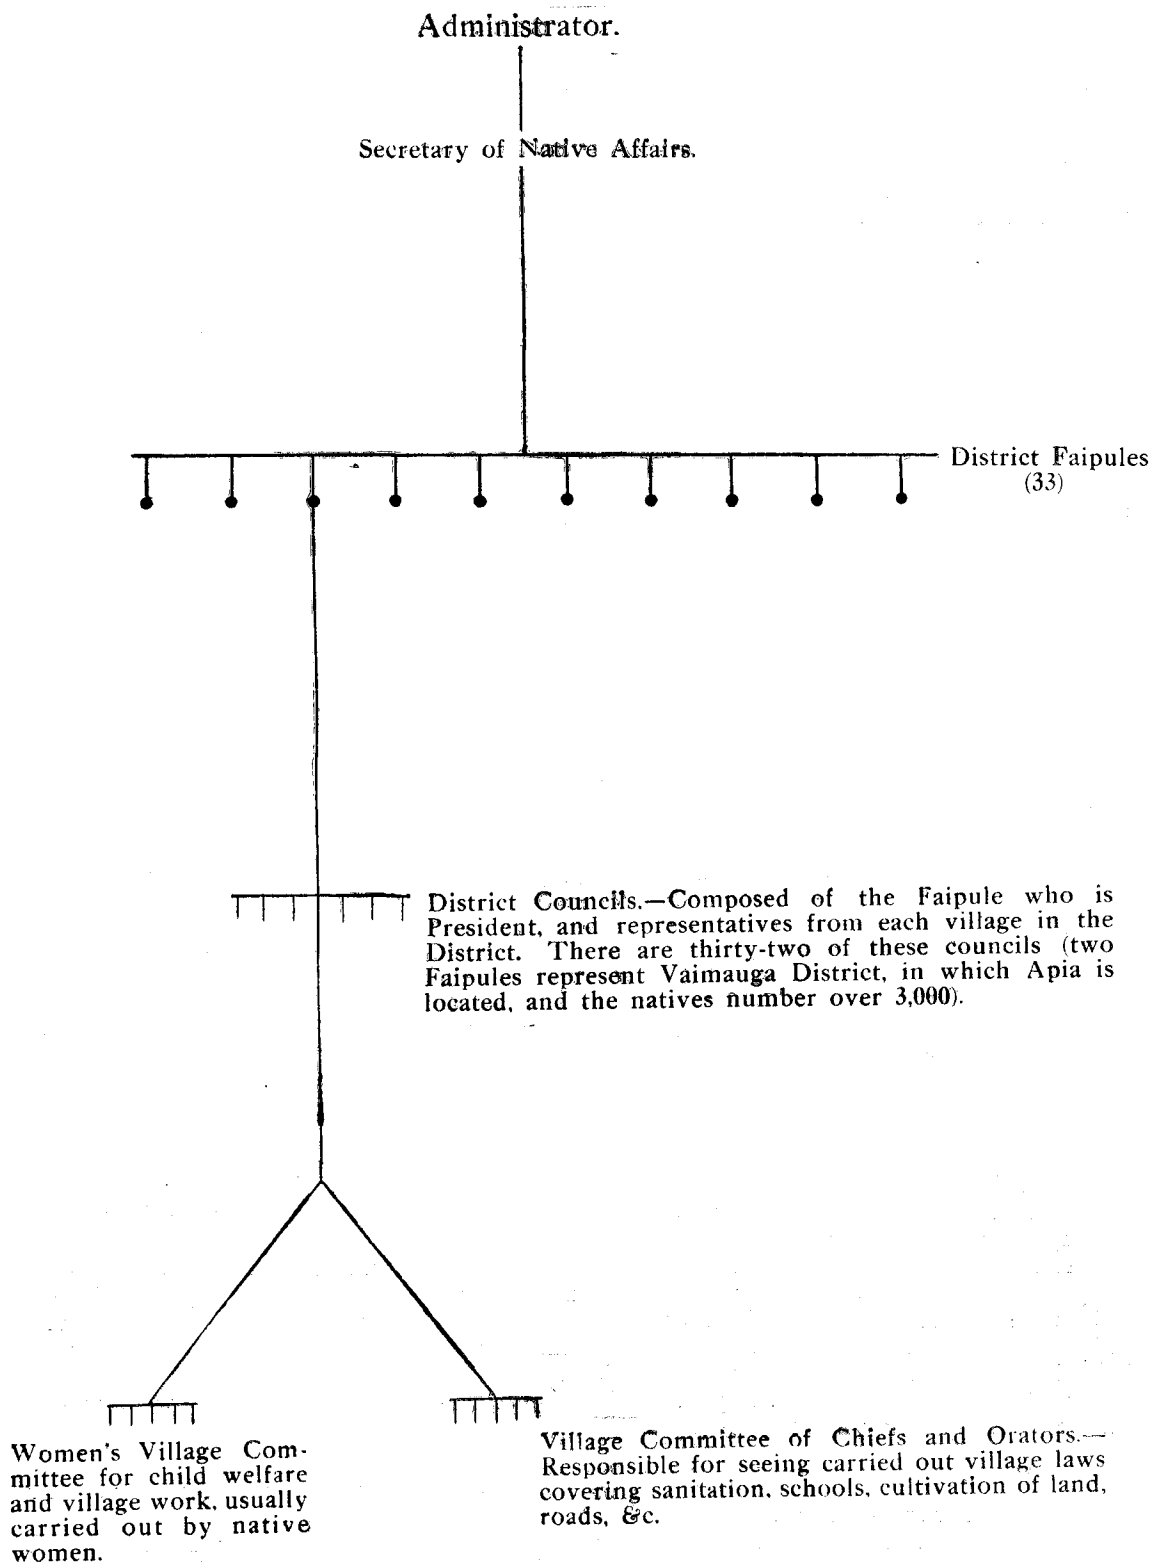 Administrator.
Secretary of Native Affairs.
District Faipules
(33)
District Councils.—Composed of the Faipule who is
President, and representatives from each village in the
District. There are thirty-two of these councils (two
Faipules represent Vaimauga District, in which Apia is
located, and the natives number over 3,000).
Women's Village Com-
mittee for child welfare
and village work, usually
carried out by native
women.
Village Committee of Chiefs and Orators.—
Responsible for seeing carried out village laws
covering sanitation, schools, cultivation of land,
roads, &c.